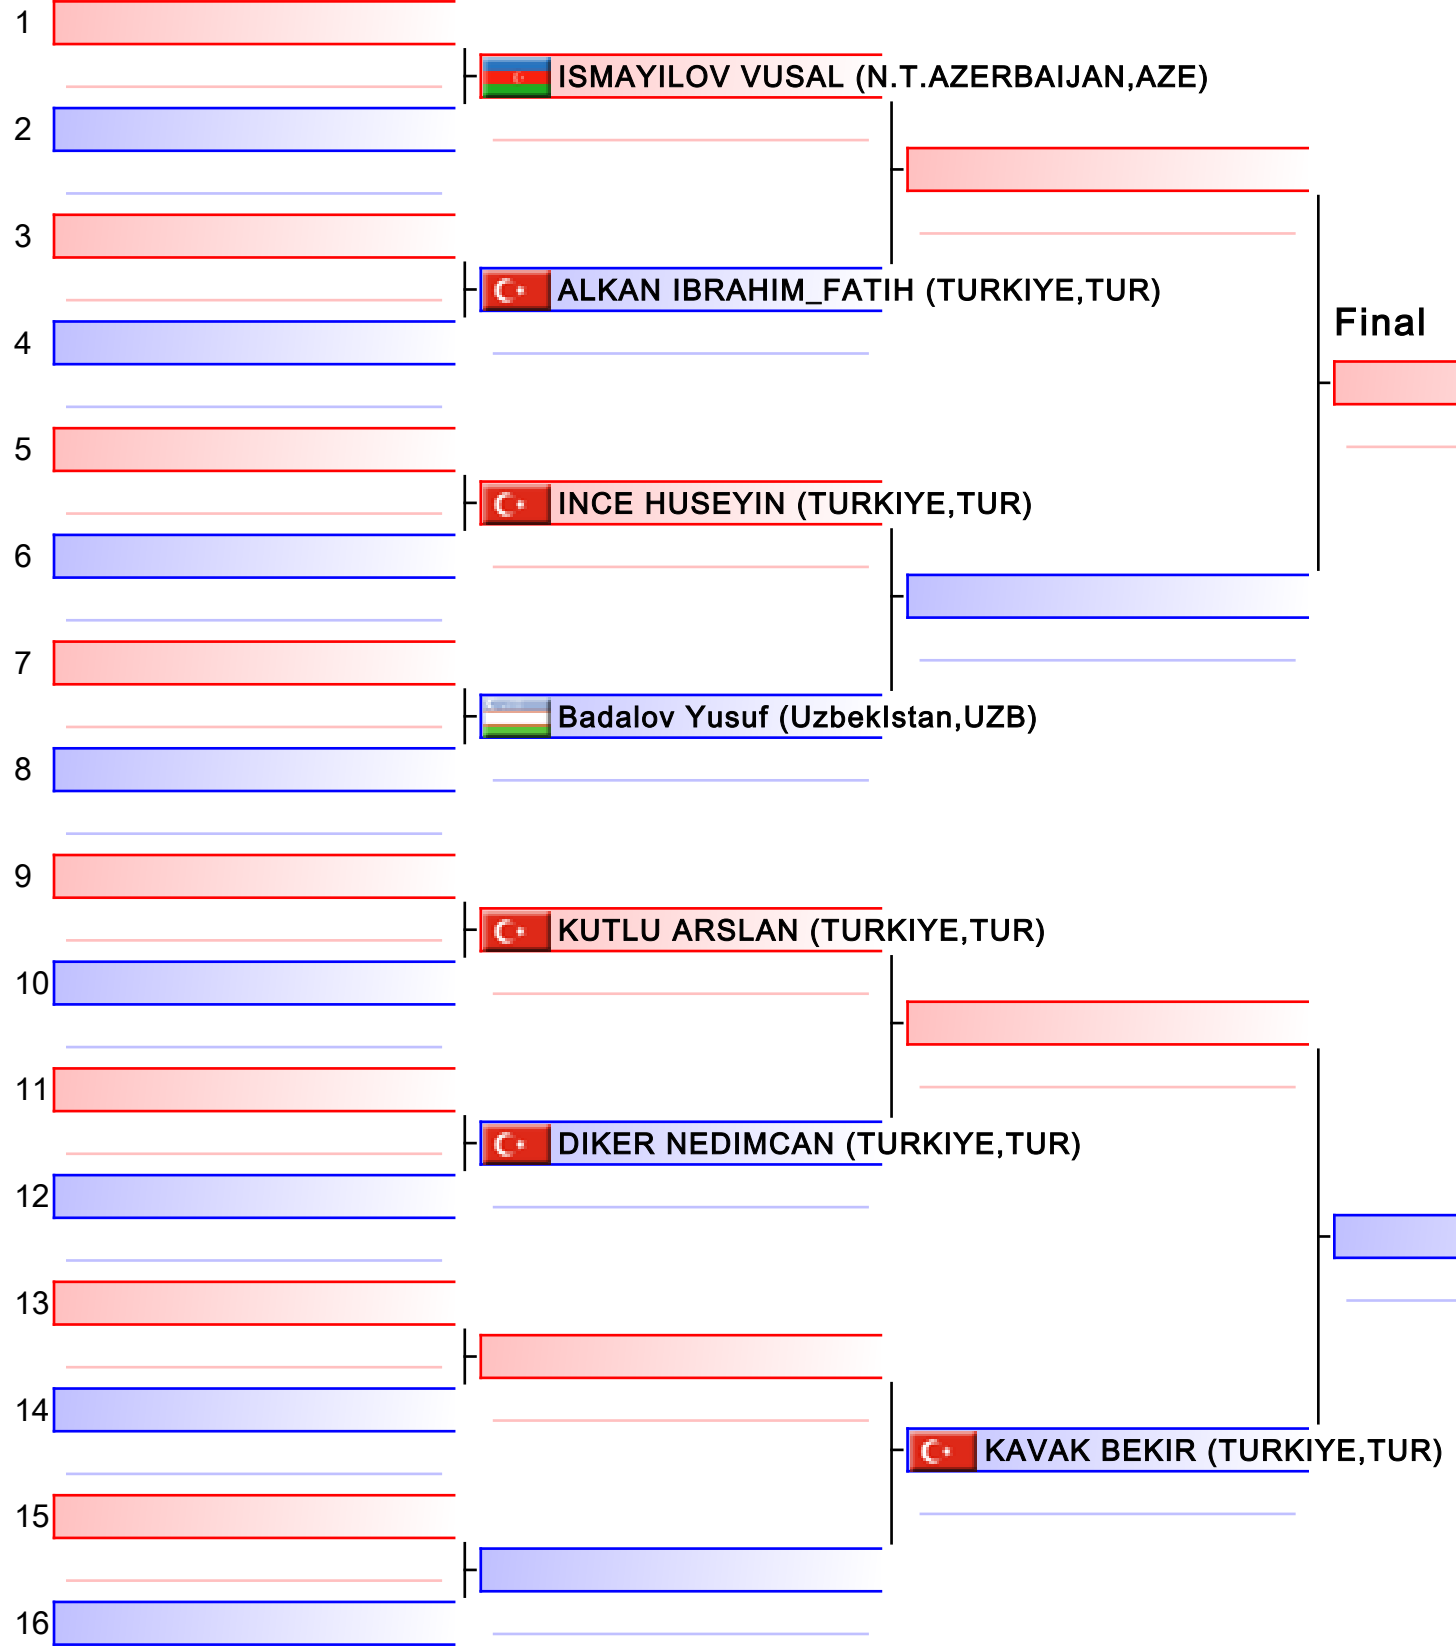 1
ISMAYILOV VUSAL (N.T.AZERBAIJAN,AZE)
2
3
ALKAN IBRAHIM_FATIH (TURKIYE,TUR)
Final
4
5
INCE HUSEYIN (TURKIYE,TUR)
6
7
Badalov Yusuf (UzbekIstan,UZB)
8
9
KUTLU ARSLAN (TURKIYE,TUR)
10
11
DIKER NEDIMCAN (TURKIYE,TUR)
12
13
14
KAVAK BEKIR (TURKIYE,TUR)
15
16